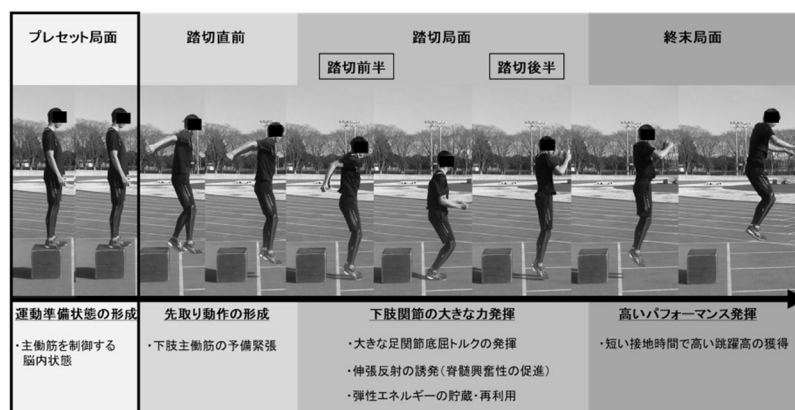 プレセット局面
踏切直前
踏切局面
終末局面
踏切前半
踏切後半
運動準備状態の形成
・主働筋を制御する
脳内状態
先取り動作の形成
・下肢主働筋の予備緊張
下肢関節の大きな力発揮
・大きな足関節底屈トルクの発揮
・伸張反射の誘発(脊髄興奮性の促進)
・弾性エネルギーの貯蔵・再利用
高いパフォーマンス発揮
・短い接地時間で高い跳躍高の獲得